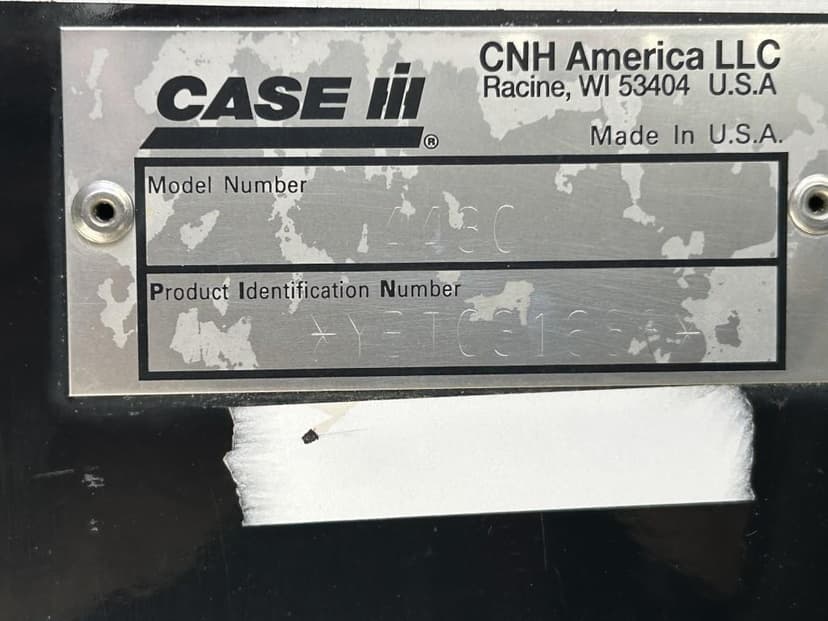 CASE IH®
CNH America LLC
Racine, WI 53404 U.S.A
Made In U.S.A.
Model Number
Product Identification Number